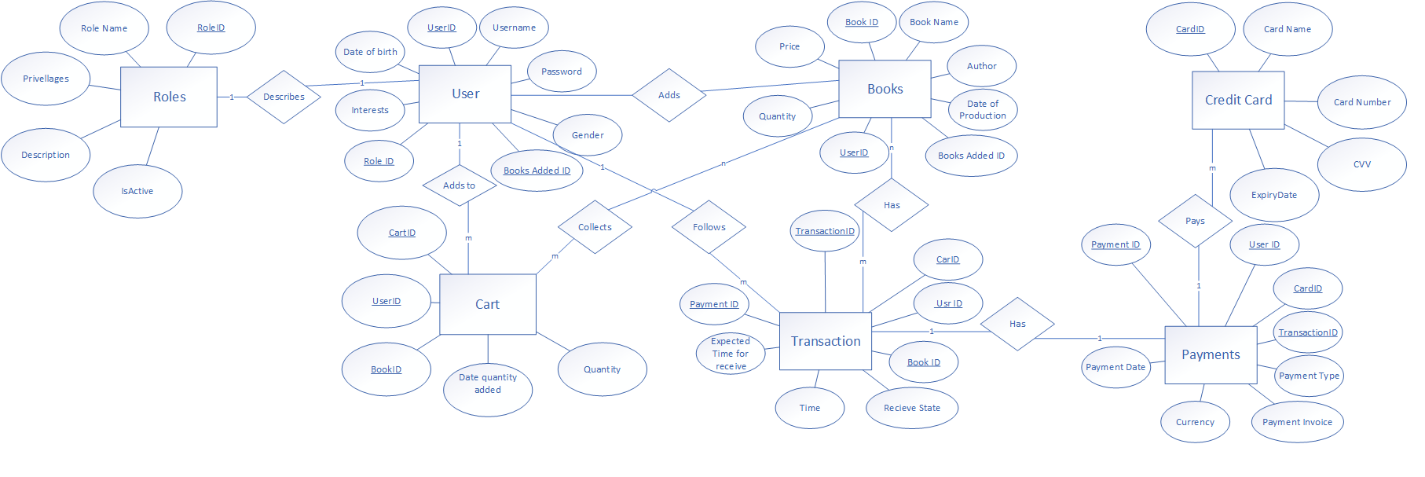 Role Name
RoleID
Privellages
Roles
Description
IsActive
1
Describes
1
UserID
Username
Date of birth
Password
User
Interests
Gender
Role ID
Books Added ID
Adds
Book ID
Book Name
Price
Author
Books
Date of
Production
Quantity
UserID
Books Added ID
CardID
Card Name
Credit Card
Card Number
CVV
ExpiryDate
1
Adds to
m
1
n
n
Collects
m
Follows
m
Has
m
m
Pays
1
CartID
UserID
Cart
BookID
Date quantity
added
Quantity
TransactionID
CarID
Payment ID
Usr ID
Transaction
Expected
Time for
receive
Book ID
Time
Recieve State
1
Has
1
Payment ID
User ID
CardID
TransactionID
Payments
Payment Date
Payment Type
Currency
Payment Invoice